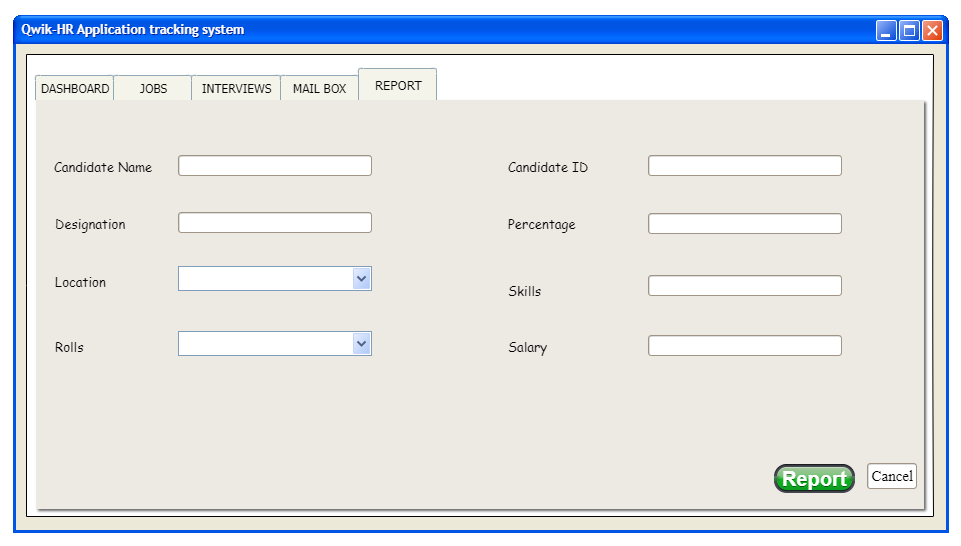 Qwik-HR Application tracking system
DASHBOARD JOBS INTERVIEWS MAIL BOX REPORT
Candidate Name Candidate ID
Designation Percentage
Location Skills
Rolls Salary
Report Cancel